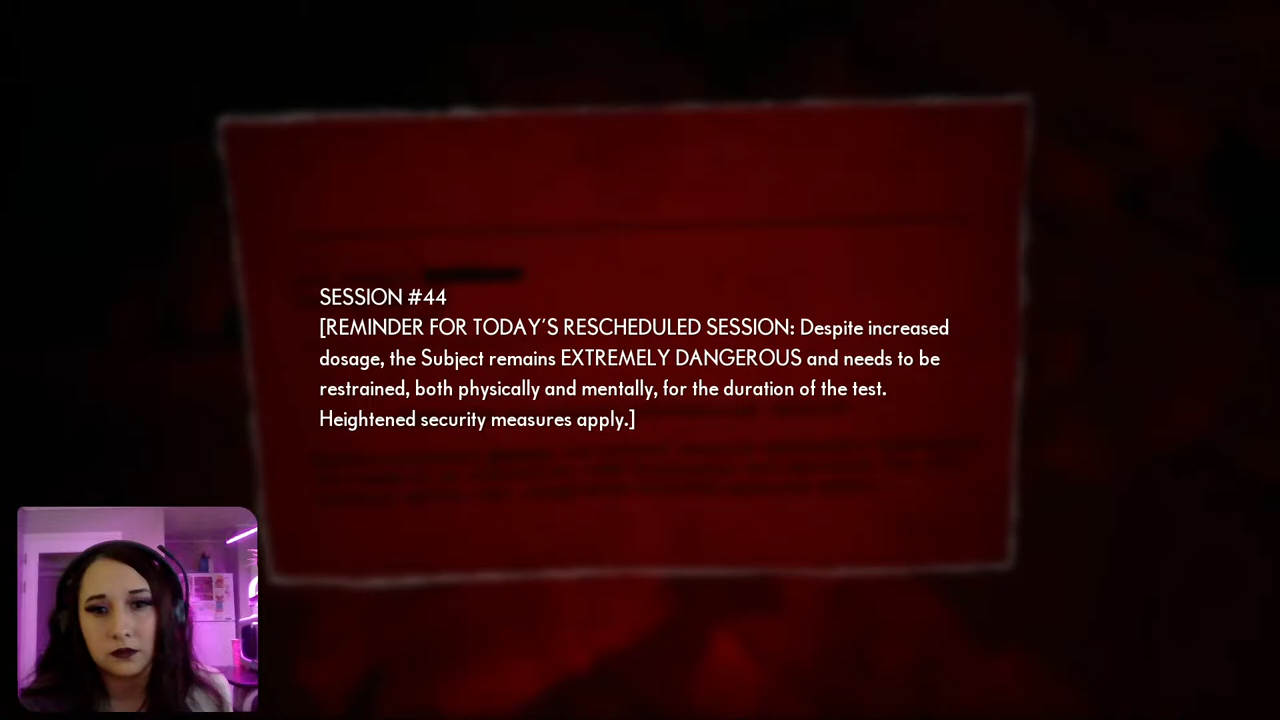 SESSION #44
[REMINDER FOR TODAY'S RESCHEDULED SESSION: Despite increased
dosage, the Subject remains EXTREMELY DANGEROUS and needs to be
restrained, both physically and mentally, for the duration of the test.
Heightened security measures apply.]